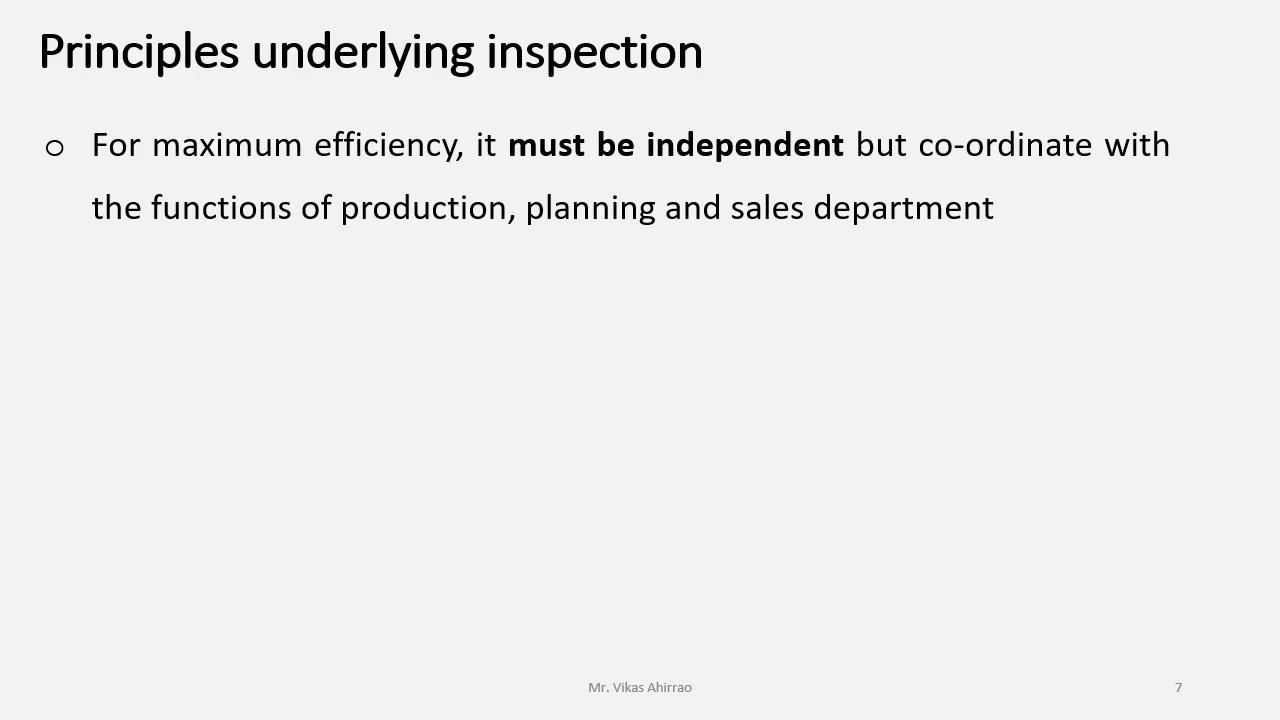 Principles underlying inspection
o For maximum efficiency, it must be independent but co-ordinate with
the functions of production, planning and sales department
Mr. Vikas Ahirrao
7